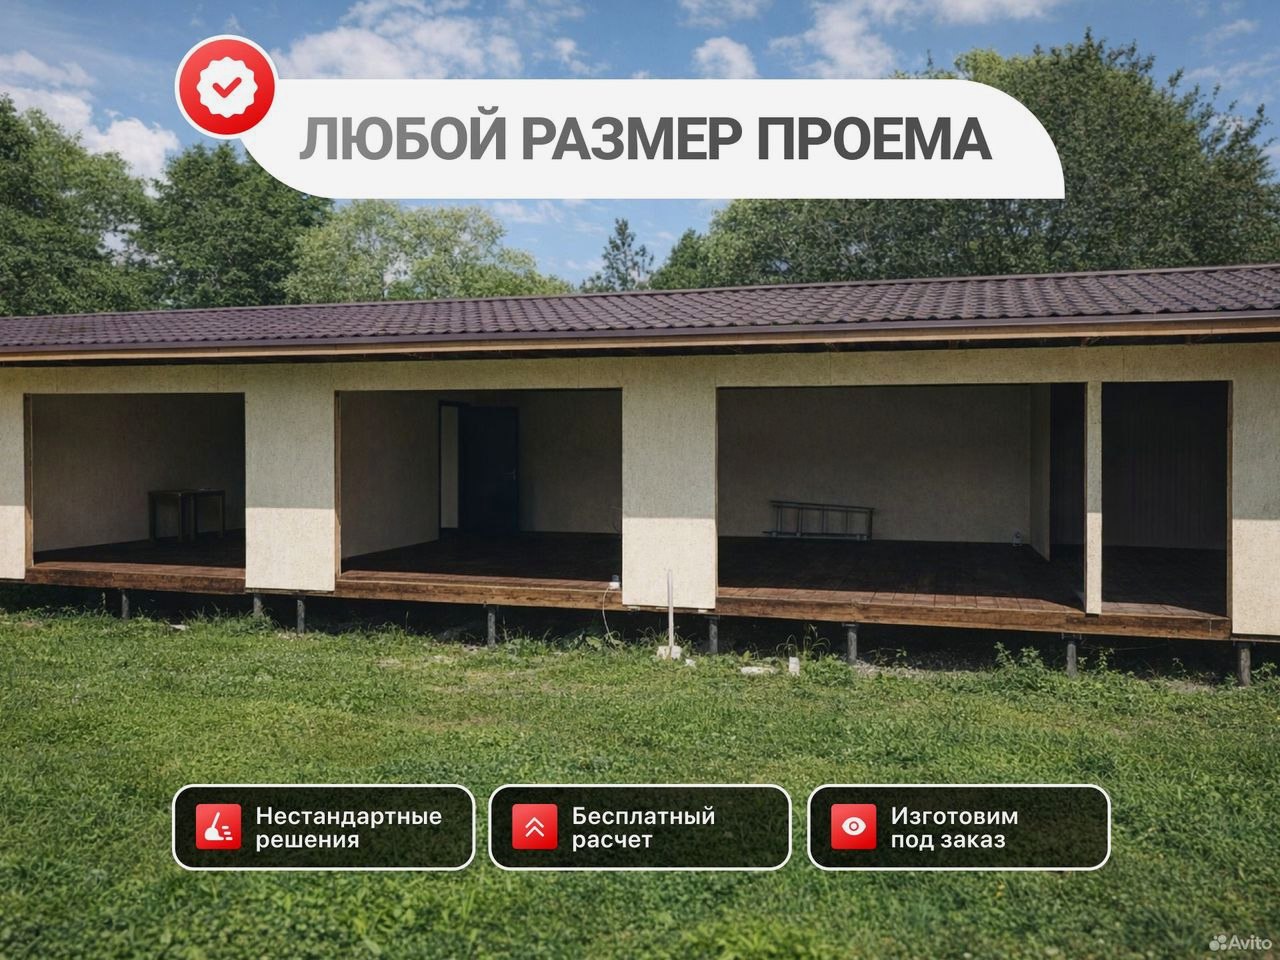 ЛЮБОЙ РАЗМЕР ПРОЕМА
Нестандартные
решения
Бесплатный
расчет
Изготовим
под заказ
Avito